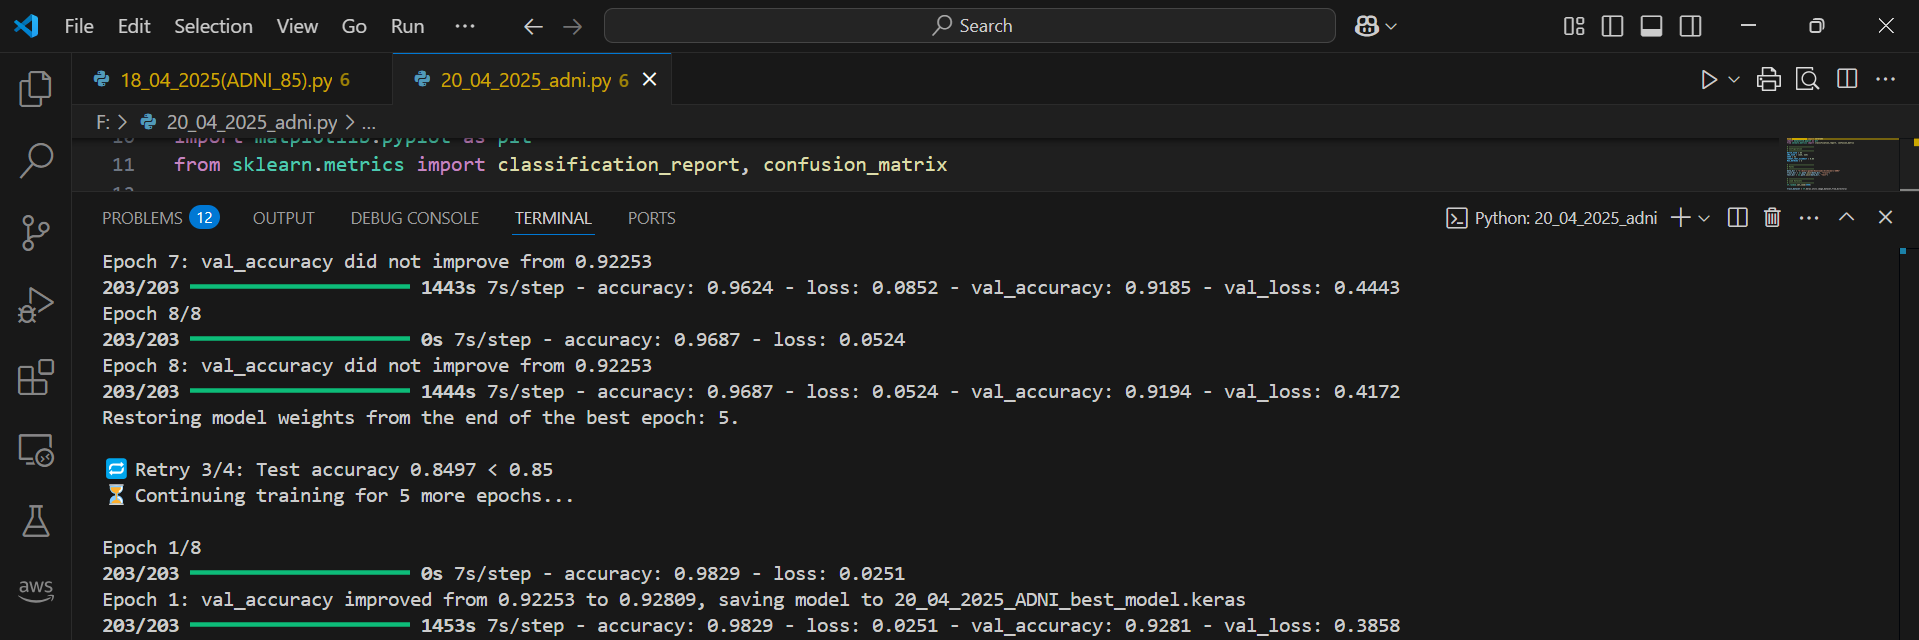 File Edit Selection View Go Run ··· Search
18_04_2025(ADNI_85).py 6 20_04_2025_adni.py 6
F: > 20_04_2025_adni.py > ...
10 import matplotlib.pyplot as plt
11 from sklearn.metrics import classification_report, confusion_matrix
12
PROBLEMS 12 OUTPUT DEBUG CONSOLE TERMINAL PORTS Python: 20_04_2025_adni
Epoch 7: val_accuracy did not improve from 0.92253
203/203 1443s 7s/step - accuracy: 0.9624 - loss: 0.0852 - val_accuracy: 0.9185 - val_loss: 0.4443
Epoch 8/8
203/203 0s 7s/step - accuracy: 0.9687 - loss: 0.0524
Epoch 8: val_accuracy did not improve from 0.92253
203/203 1444s 7s/step - accuracy: 0.9687 - loss: 0.0524 - val_accuracy: 0.9194 - val_loss: 0.4172
Restoring model weights from the end of the best epoch: 5.
🔁 Retry 3/4: Test accuracy 0.8497 < 0.85
⏳ Continuing training for 5 more epochs...
Epoch 1/8
203/203 0s 7s/step - accuracy: 0.9829 - loss: 0.0251
Epoch 1: val_accuracy improved from 0.92253 to 0.92809, saving model to 20_04_2025_ADNI_best_model.keras
203/203 1453s 7s/step - accuracy: 0.9829 - loss: 0.0251 - val_accuracy: 0.9281 - val_loss: 0.3858
aws